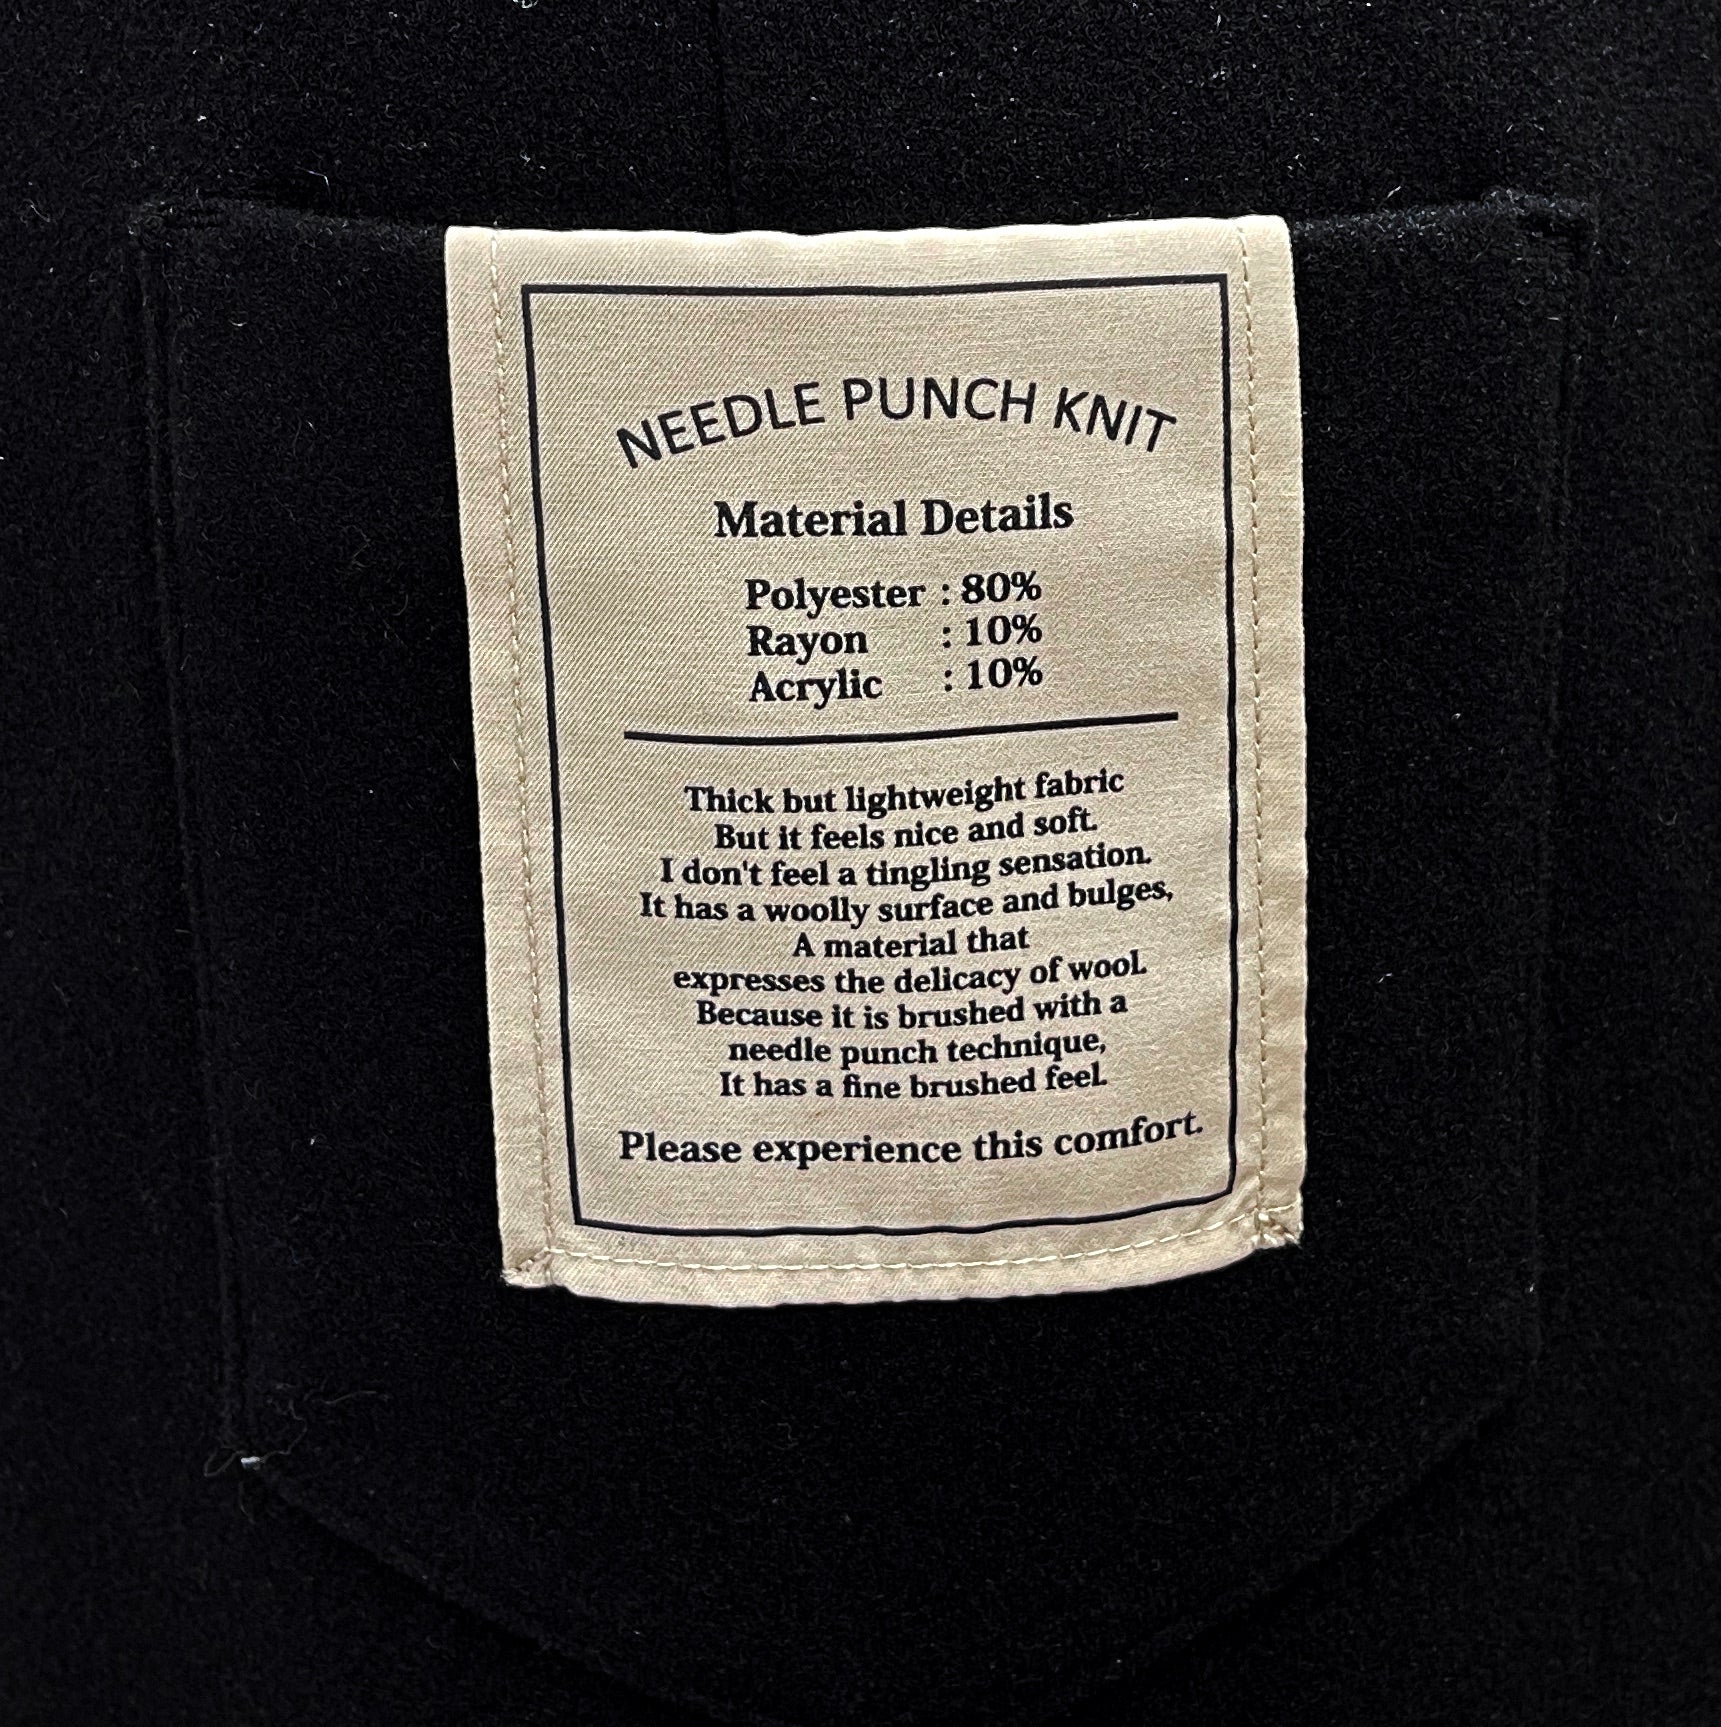 NEEDLE PUNCH KNIT
Material Details
Polyester : 80%
Rayon : 10%
Acrylic : 10%
Thick but lightweight fabric
But it feels nice and soft.
I don't feel a tingling sensation.
It has a woolly surface and bulges,
A material that
expresses the delicacy of wool.
Because it is brushed with a
needle punch technique,
It has a fine brushed feel.
Please experience this comfort.